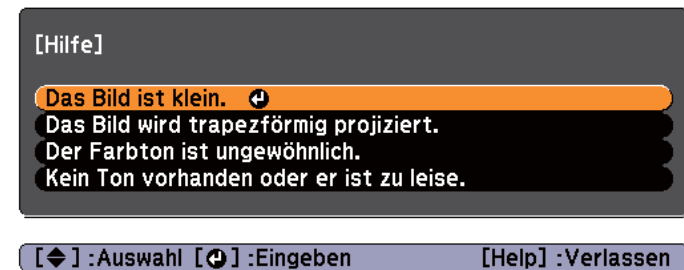 [Hilfe]
Das Bild ist klein.
Das Bild wird trapezförmig projiziert.
Der Farbton ist ungewöhnlich.
Kein Ton vorhanden oder er ist zu leise.
[◆] :Auswahl [⏎] :Eingeben [Help] :Verlassen